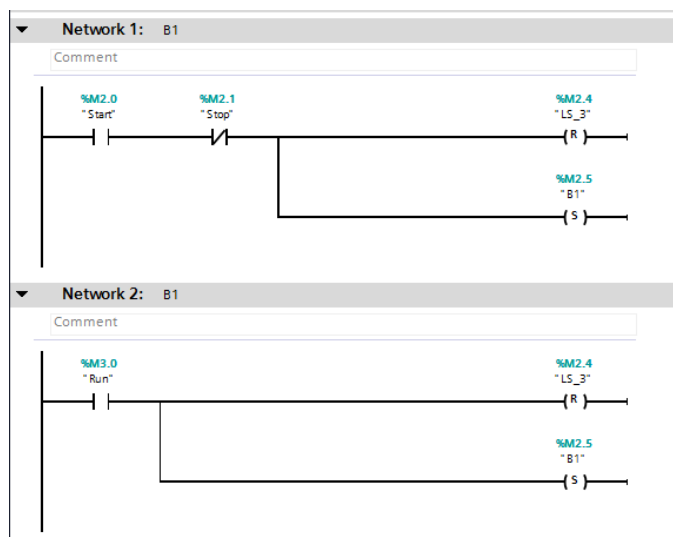 Network 1: B1
Comment
%M2.0 %M2.1 %M2.4
"Start" "Stop" "LS_3"
R
%M2.5
"B1"
S
Network 2: B1
Comment
%M3.0 %M2.4
"Run" "LS_3"
R
%M2.5
"B1"
S